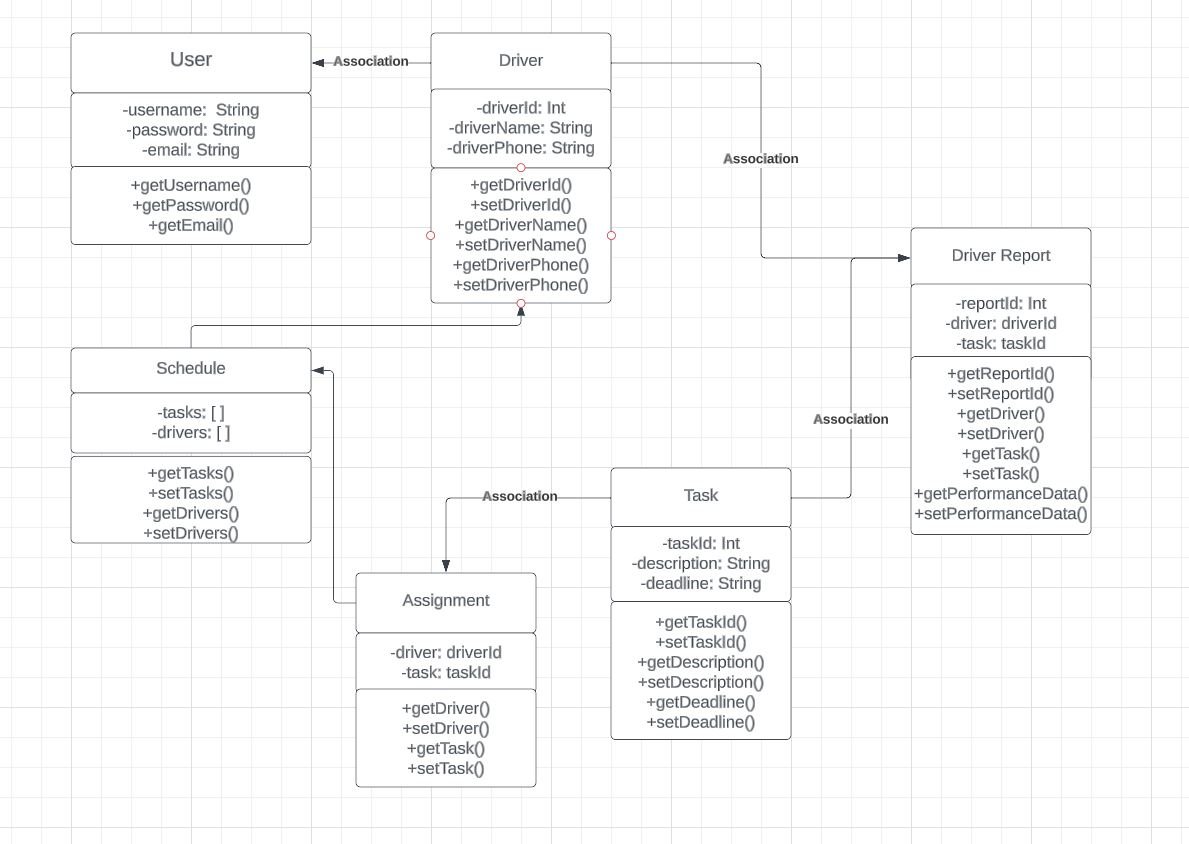 User
-username:  String
-password: String
-email: String
+getUsername()
+getPassword()
+getEmail()
Association
Driver
-driverId: Int
-driverName: String
-driverPhone: String
+getDriverId()
+setDriverId()
+getDriverName()
+setDriverName()
+getDriverPhone()
+setDriverPhone()
Association
Driver Report
-reportId: Int
-driver: driverId
-task: taskId
+getReportId()
+setReportId()
+getDriver()
+setDriver()
+getTask()
+setTask()
+getPerformanceData()
+setPerformanceData()
Schedule
-tasks: [ ]
-drivers: [ ]
+getTasks()
+setTasks()
+getDrivers()
+setDrivers()
Association
Association
Task
-taskId: Int
-description: String
-deadline: String
+getTaskId()
+setTaskId()
+getDescription()
+setDescription()
+getDeadline()
+setDeadline()
Assignment
-driver: driverId
-task: taskId
+getDriver()
+setDriver()
+getTask()
+setTask()